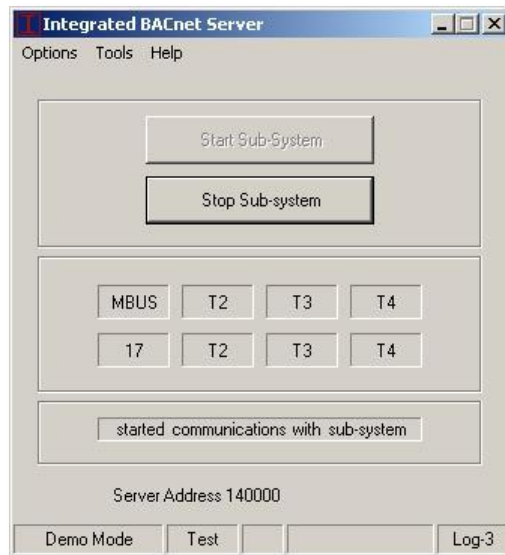 Integrated BACnet Server
Options Tools Help
Start Sub-System
Stop Sub-system
MBUS T2 T3 T4
17 T2 T3 T4
started communications with sub-system
Server Address 140000
Demo Mode Test Log-3